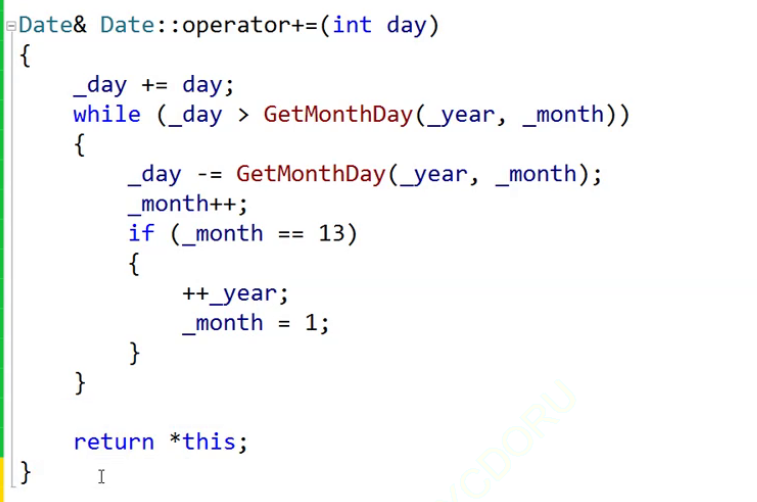 Date& Date::operator+=(int day)
{
    _day += day;
    while (_day > GetMonthDay(_year, _month))
    {
        _day -= GetMonthDay(_year, _month);
        _month++;
        if (_month == 13)
        {
            ++_year;
            _month = 1;
        }
    }

    return *this;
}